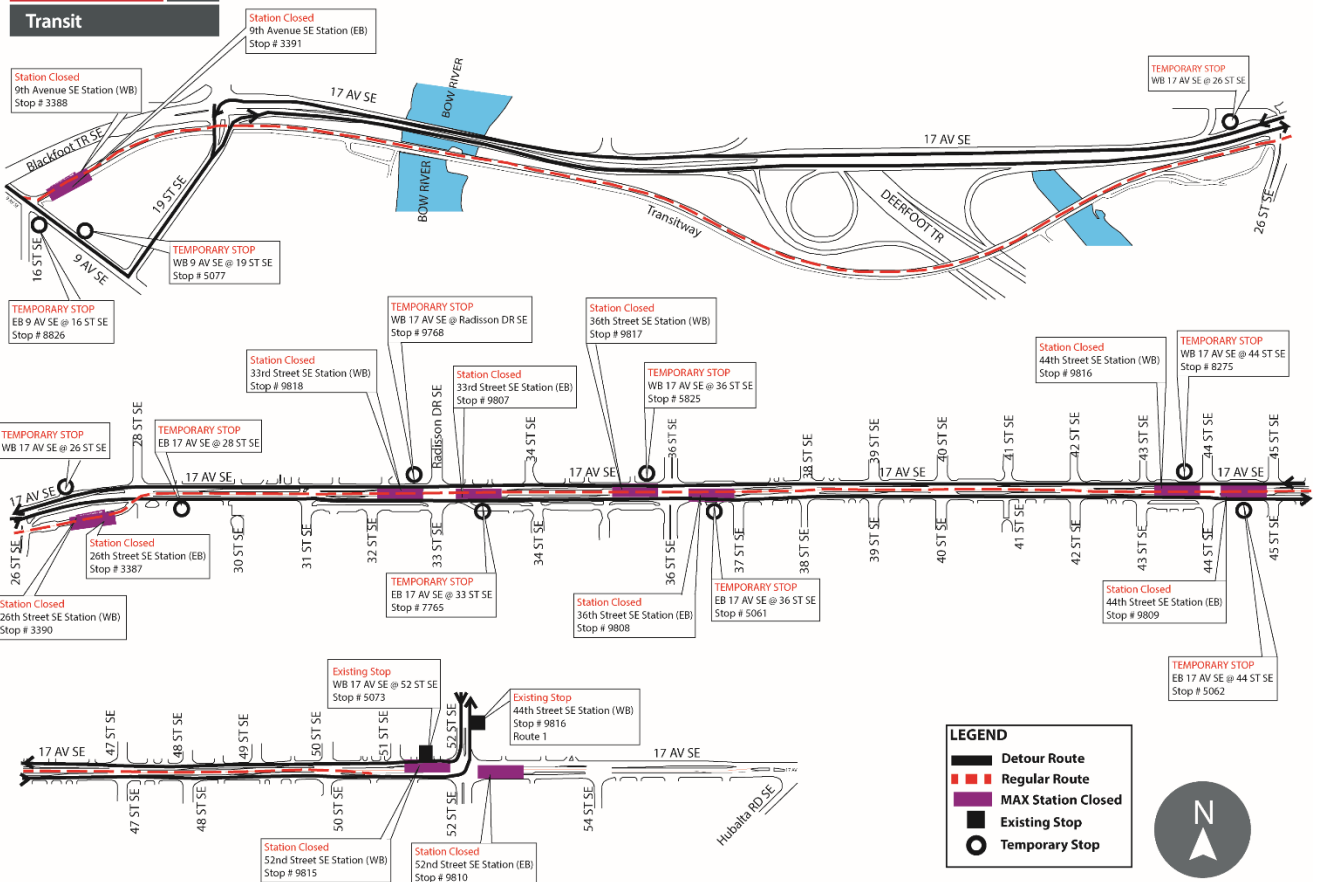 Transit
Station Closed
9th Avenue SE Station (EB)
Stop # 3391
Station Closed
9th Avenue SE Station (WB)
Stop # 3388
TEMPORARY STOP
WB 17 AV SE @ 26 ST SE
17 AV SE
BOW RIVER
17 AV SE
Blackfoot TR SE
19 ST SE
BOW RIVER
Transitway
DEERFOOT TR
26 ST SE
16 ST SE
9 AV SE
TEMPORARY STOP
WB 9 AV SE @ 19 ST SE
Stop # 5077
TEMPORARY STOP
EB 9 AV SE @ 16 ST SE
Stop # 8826
TEMPORARY STOP
WB 17 AV SE @ Radisson DR SE
Stop # 9768
Station Closed
36th Street SE Station (WB)
Stop # 9817
Station Closed
33rd Street SE Station (WB)
Stop # 9818
Station Closed
33rd Street SE Station (EB)
Stop # 9807
TEMPORARY STOP
WB 17 AV SE @ 36 ST SE
Stop # 5825
Station Closed
44th Street SE Station (WB)
Stop # 9816
TEMPORARY STOP
WB 17 AV SE @ 44 ST SE
Stop # 8275
TEMPORARY STOP
WB 17 AV SE @ 26 ST SE
TEMPORARY STOP
EB 17 AV SE @ 28 ST SE
28 ST SE
Radisson DR SE
34 ST SE
36 ST SE
38 ST SE
39 ST SE
40 ST SE
41 ST SE
42 ST SE
43 ST SE
44 ST SE
45 ST SE
17 AV SE
17 AV SE
17 AV SE
17 AV SE
17 AV SE
26 ST SE
30 ST SE
31 ST SE
32 ST SE
33 ST SE
34 ST SE
36 ST SE
37 ST SE
38 ST SE
39 ST SE
40 ST SE
41 ST SE
42 ST SE
43 ST SE
44 ST SE
45 ST SE
Station Closed
26th Street SE Station (EB)
Stop # 3387
Station Closed
26th Street SE Station (WB)
Stop # 3390
TEMPORARY STOP
EB 17 AV SE @ 33 ST SE
Stop # 7765
Station Closed
36th Street SE Station (EB)
Stop # 9808
TEMPORARY STOP
EB 17 AV SE @ 36 ST SE
Stop # 5061
Station Closed
44th Street SE Station (EB)
Stop # 9809
TEMPORARY STOP
EB 17 AV SE @ 44 ST SE
Stop # 5062
Existing Stop
WB 17 AV SE @ 52 ST SE
Stop # 5073
Existing Stop
44th Street SE Station (WB)
Stop # 9816
Route 1
17 AV SE
47 ST SE
48 ST SE
49 ST SE
50 ST SE
51 ST SE
52 ST SE
17 AV SE
47 ST SE
48 ST SE
50 ST SE
52 ST SE
54 ST SE
Hubalta RD SE
Station Closed
52nd Street SE Station (WB)
Stop # 9815
Station Closed
52nd Street SE Station (EB)
Stop # 9810
LEGEND
Detour Route
Regular Route
MAX Station Closed
Existing Stop
Temporary Stop
N